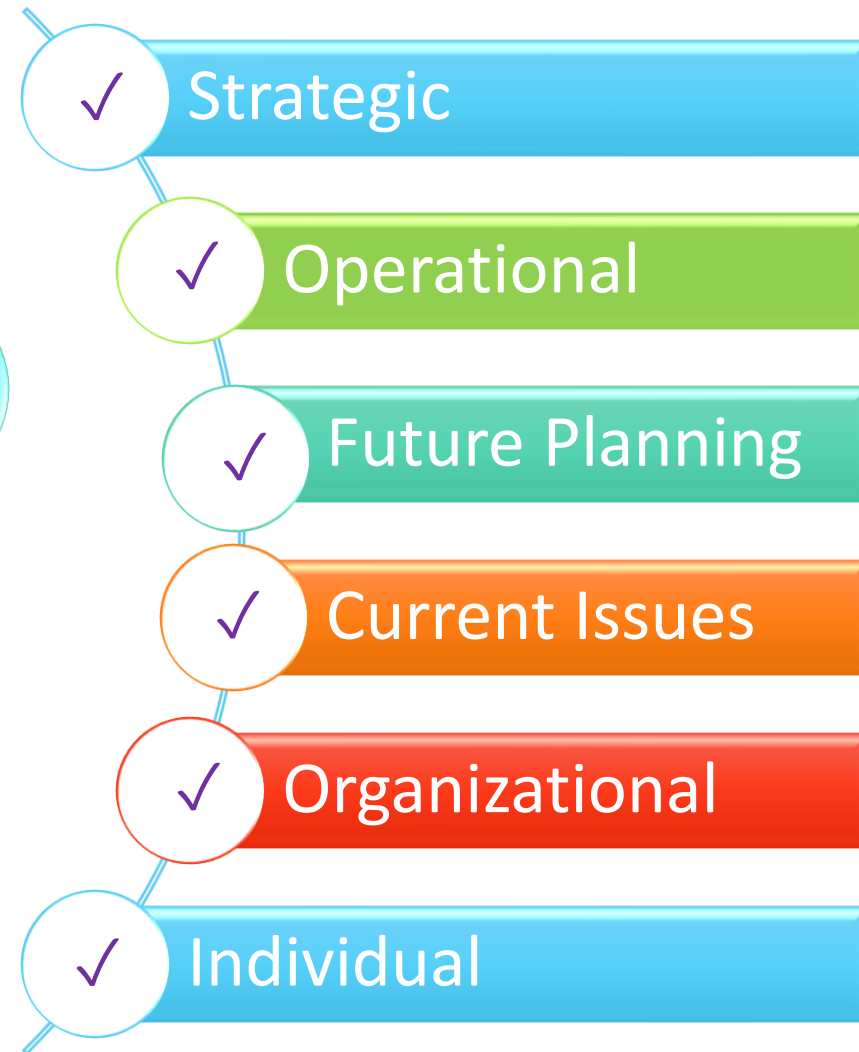 ✓ Strategic
✓ Operational
✓ Future Planning
✓ Current Issues
✓ Organizational
✓ Individual